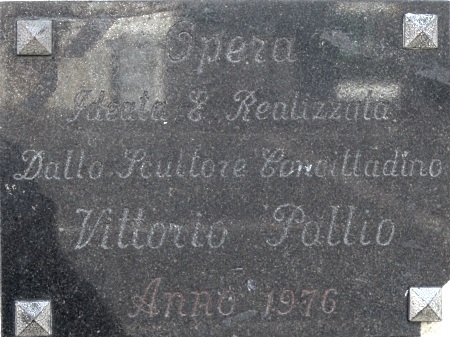 Opera
Ideata E Realizzata
Dallo Scultore Concittadino
Vittorio Pollio
Anno 1976